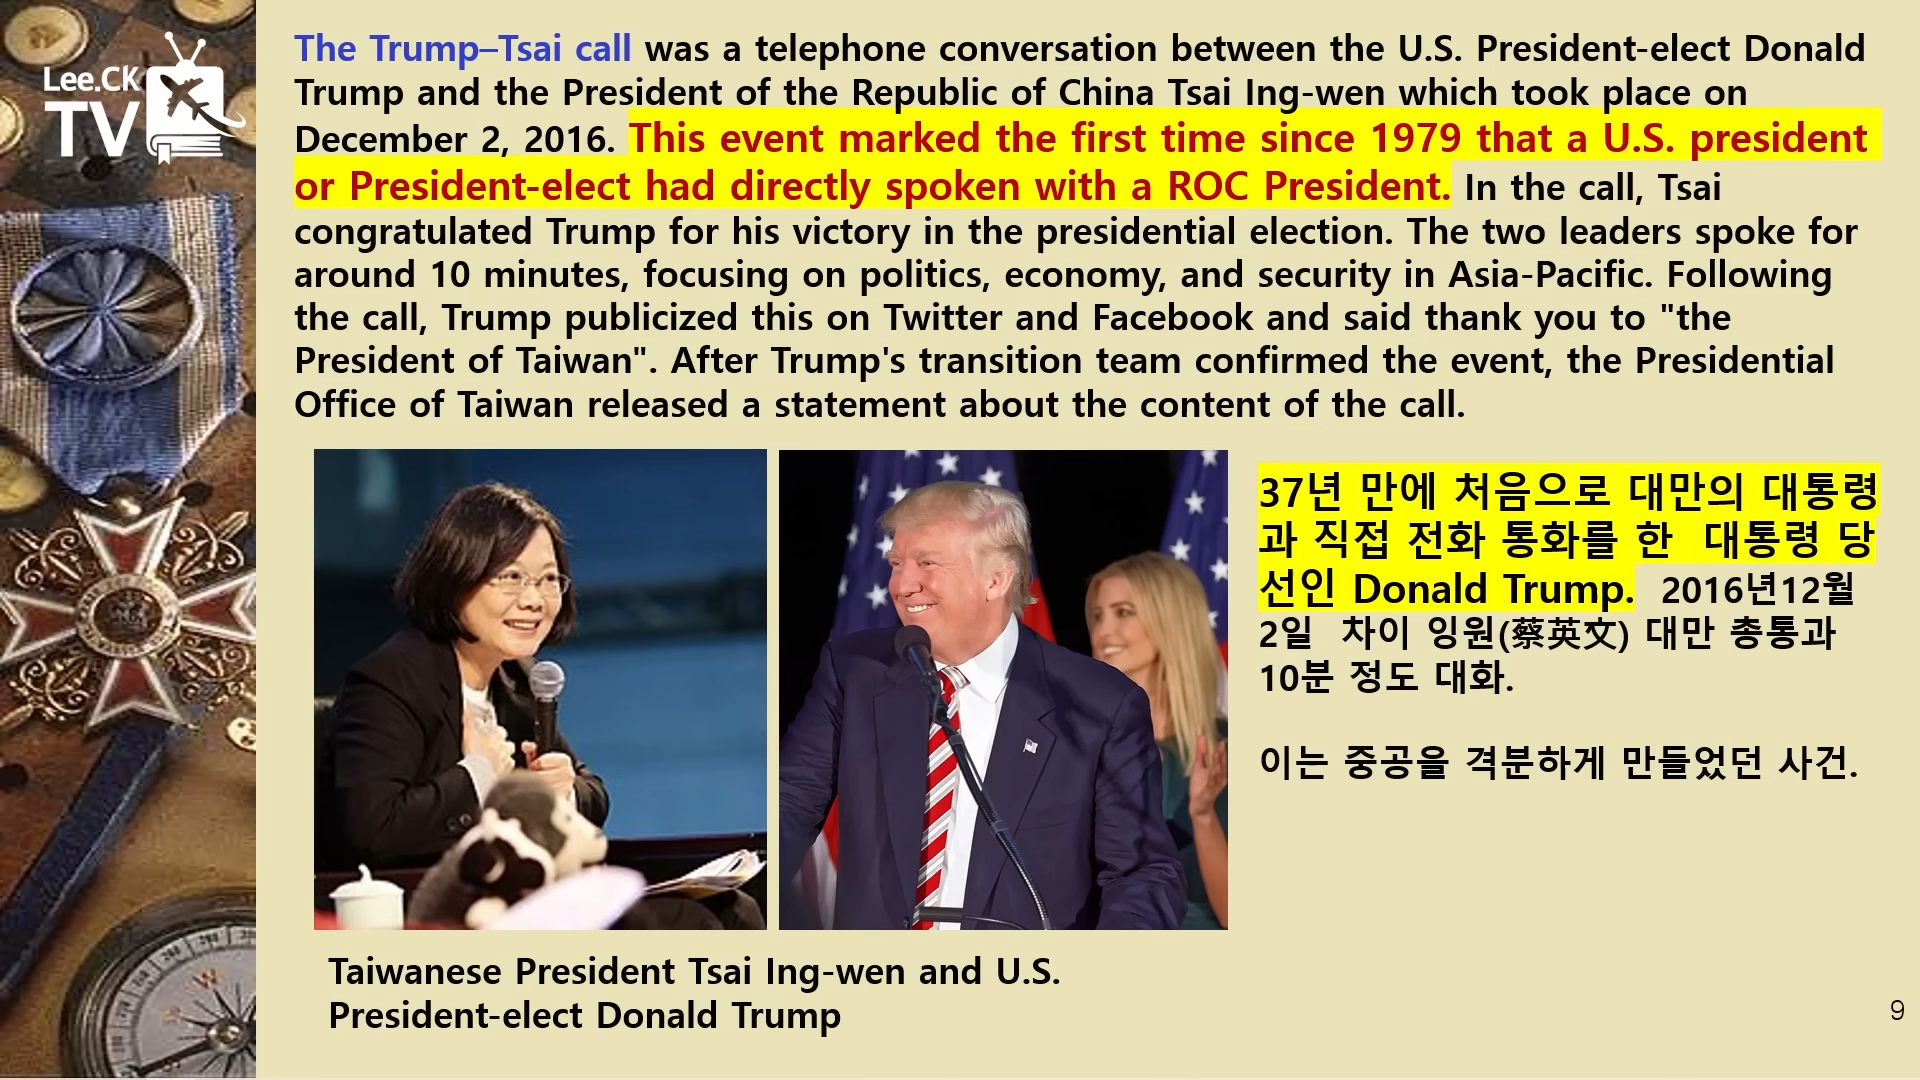 Lee.CK
TV
The Trump–Tsai call was a telephone conversation between the U.S. President-elect Donald
Trump and the President of the Republic of China Tsai Ing-wen which took place on
December 2, 2016. This event marked the first time since 1979 that a U.S. president
or President-elect had directly spoken with a ROC President. In the call, Tsai
congratulated Trump for his victory in the presidential election. The two leaders spoke for
around 10 minutes, focusing on politics, economy, and security in Asia-Pacific. Following
the call, Trump publicized this on Twitter and Facebook and said thank you to "the
President of Taiwan". After Trump's transition team confirmed the event, the Presidential
Office of Taiwan released a statement about the content of the call.
37년 만에 처음으로 대만의 대통령
과 직접 전화 통화를 한 대통령 당
선인 Donald Trump. 2016년12월
2일 차이 잉원(蔡英文) 대만 총통과
10분 정도 대화.
이는 중공을 격분하게 만들었던 사건.
Taiwanese President Tsai Ing-wen and U.S.
President-elect Donald Trump
9